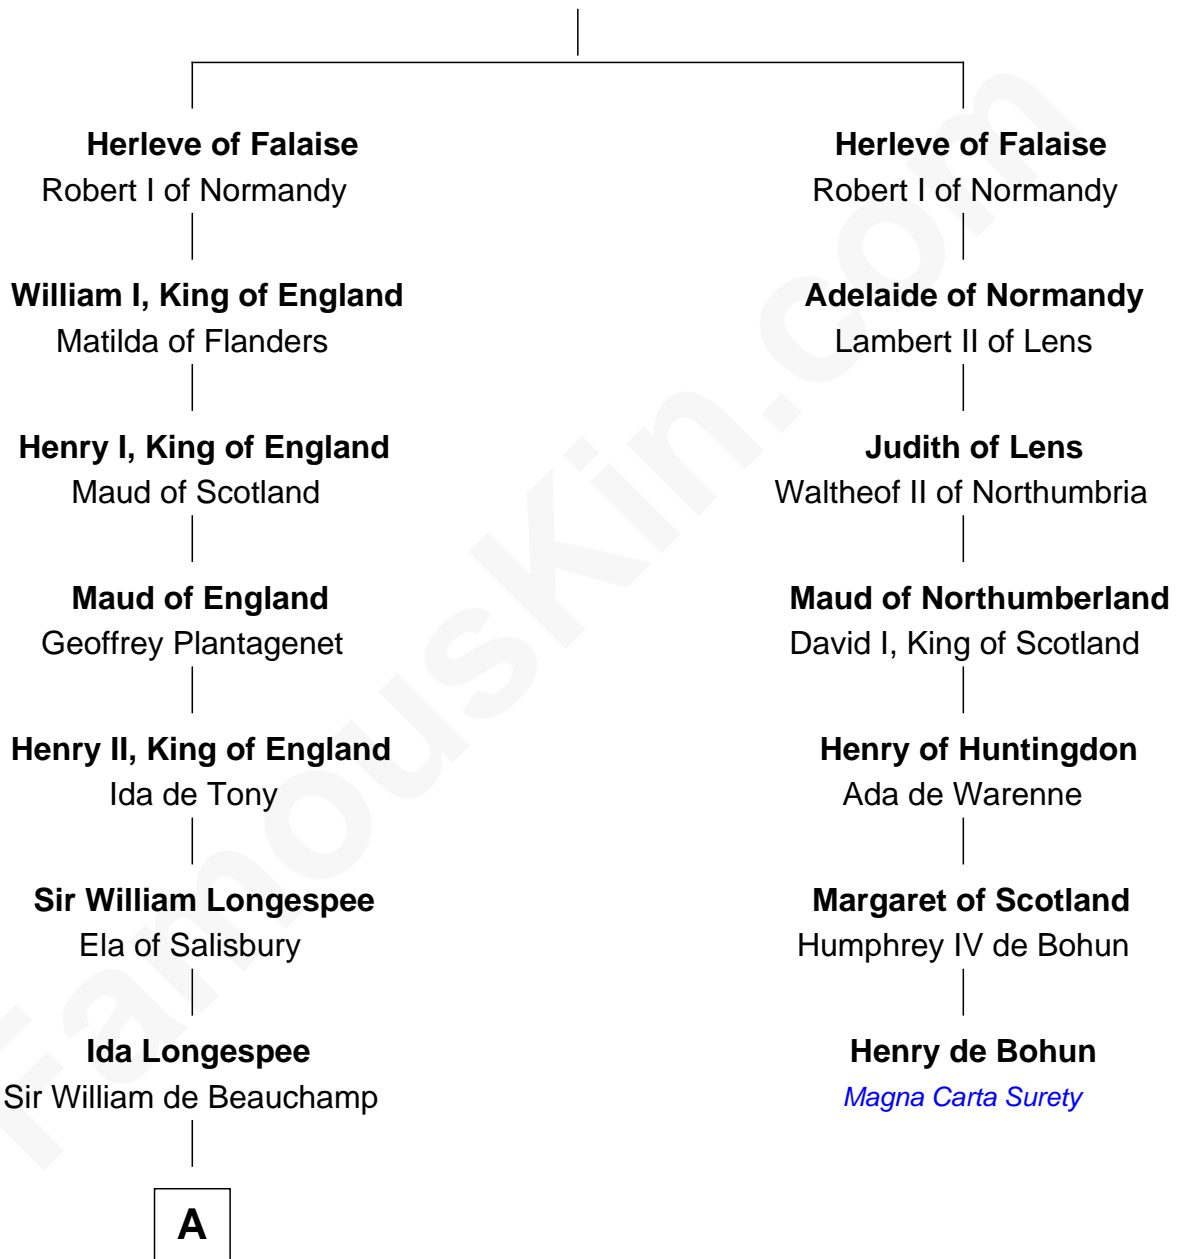 Herleve of Falaise
Robert I of Normandy
William I, King of England
Matilda of Flanders
Henry I, King of England
Maud of Scotland
Maud of England
Geoffrey Plantagenet
Henry II, King of England
Ida de Tony
Sir William Longespee
Ela of Salisbury
Ida Longespee
Sir William de Beauchamp
A
Herleve of Falaise
Robert I of Normandy
Adelaide of Normandy
Lambert II of Lens
Judith of Lens
Waltheof II of Northumbria
Maud of Northumberland
David I, King of Scotland
Henry of Huntingdon
Ada de Warenne
Margaret of Scotland
Humphrey IV de Bohun
Henry de Bohun
Magna Carta Surety
FamousKin.com